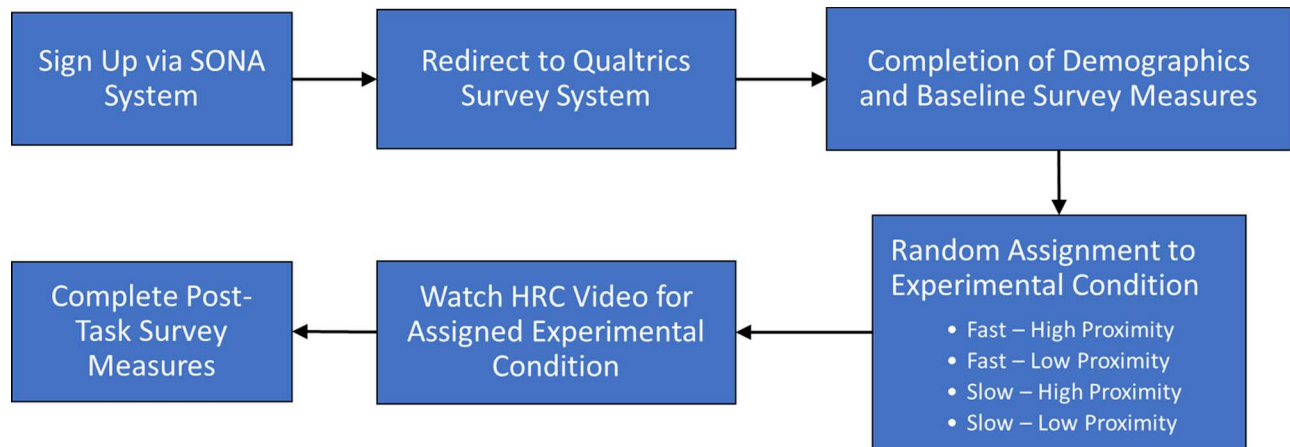 Sign Up via SONA
System
Redirect to Qualtrics
Survey System
Completion of Demographics
and Baseline Survey Measures
Random Assignment to
Experimental Condition
• Fast – High Proximity
• Fast – Low Proximity
• Slow – High Proximity
• Slow – Low Proximity
Watch HRC Video for
Assigned Experimental
Condition
Complete Post-
Task Survey
Measures